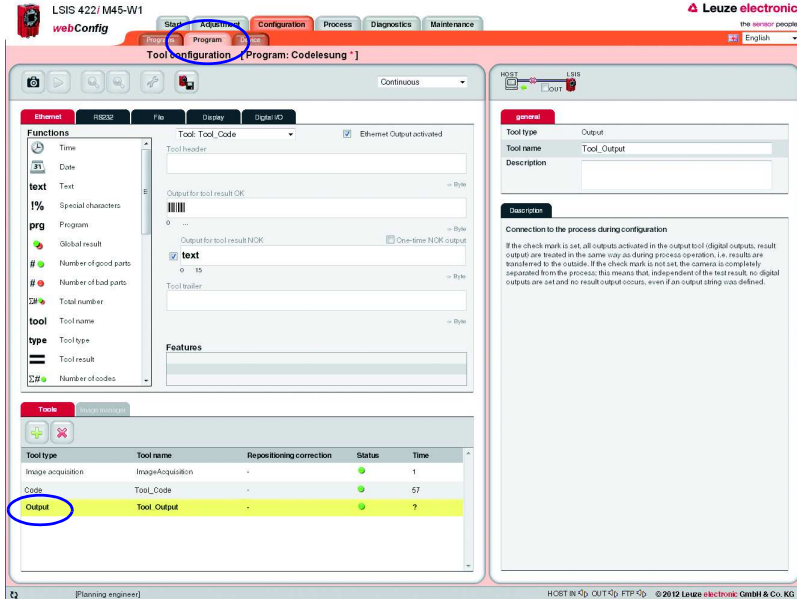 LSIS 422i M45-W1
webConfig
Start Adjustment Configuration Process Diagnostics Maintenance
Leuze electronic
the sensor people
Programs Program Device
English
Tool configuration [ Program: Codelesung * ]
Continuous
HOST LSIS
OUT
Ethernet RS232 File Display Digital I/O
Functions
Tool: Tool_Code
Ethernet Output activated
Time
Date
text Text
!% Special characters
prg Program
Global result
# Number of good parts
# Number of bad parts
Σ# Total number
tool Tool name
type Tool type
Tool result
Σ# Number of codes
Tool header
Byte
Output for tool result OK
0 ...
Byte
Output for tool result NOK
One-time NOK output
text
0 15
Byte
Tool trailer
Byte
Features
general
Tool type Output
Tool name Tool_Output
Description
Description
Connection to the process during configuration
If the check mark is set, all outputs activated in the output tool (digital outputs, result
output) are treated in the same way as during process operation, i.e. results are
transferred to the outside. If the check mark is not set, the camera is completely
separated from the process; this means that, independent of the test result, no digital
outputs are set and no result output occurs, even if an output string was defined.
Tools Image manager
Tool type Tool name Repositioning correction Status Time
Image acquisition ImageAcquisition - 1
Code Tool_Code - 57
Output Tool_Output - ?
[Planning engineer]
HOST IN OUT FTP © 2012 Leuze electronic GmbH & Co. KG